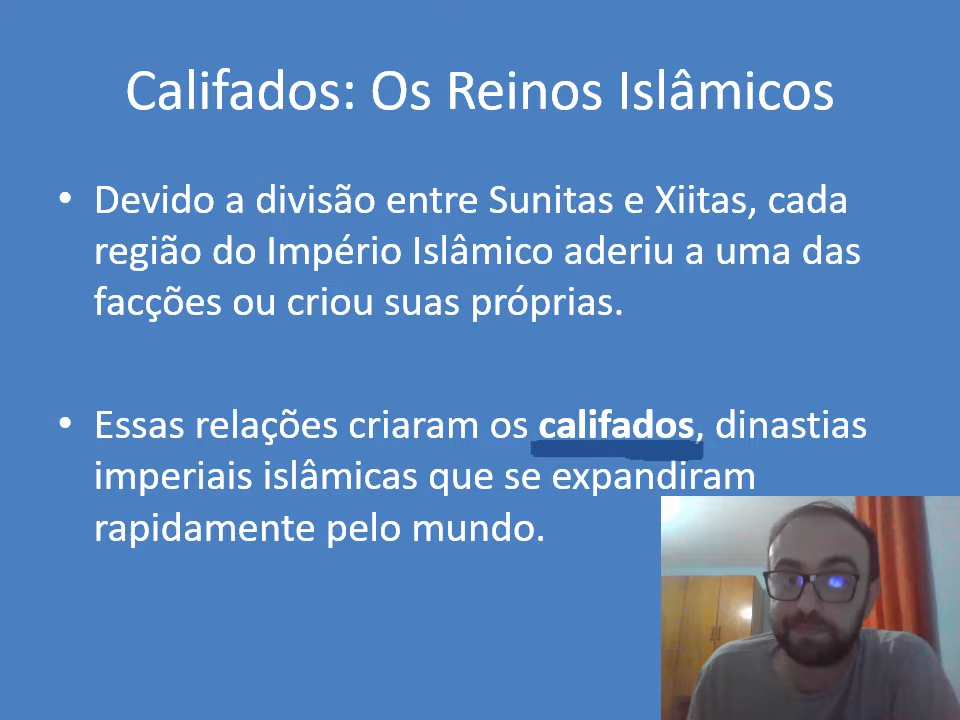 Califados: Os Reinos Islâmicos
• Devido a divisão entre Sunitas e Xiitas, cada
região do Império Islâmico aderiu a uma das
facções ou criou suas próprias.
• Essas relações criaram os califados, dinastias
imperiais islâmicas que se expandiram
rapidamente pelo mundo.